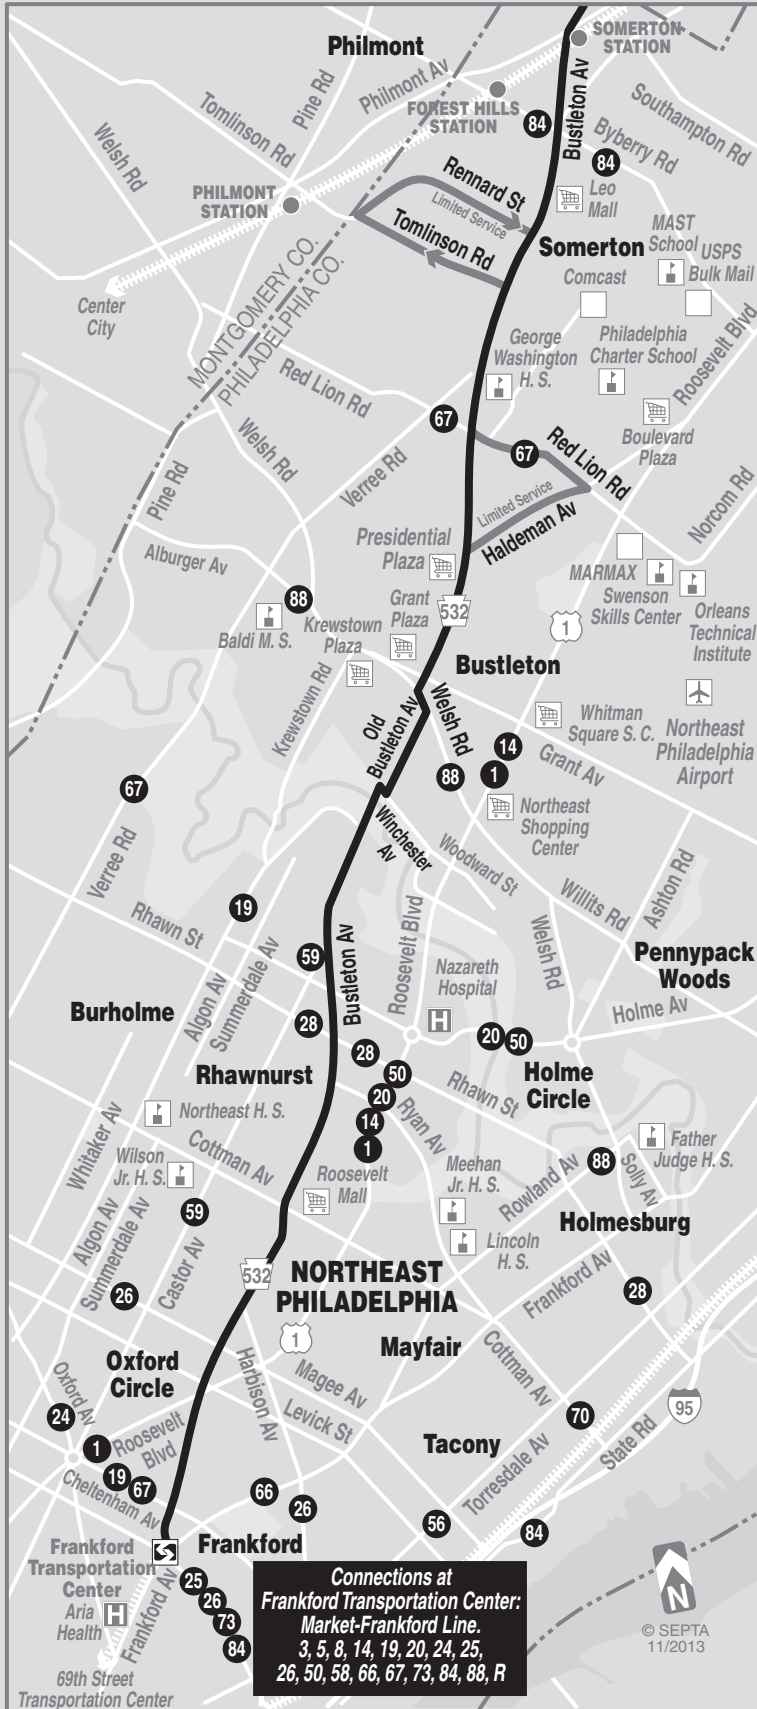 SOMERTON
STATION
Philmont
Philmont Av
Pine Rd
Tomlinson Rd
Welsh Rd
FOREST HILLS
STATION
84
Bustleton Av
Southampton Rd
Byberry Rd
84
Rennard St
Limited Service
Leo
Mall
PHILMONT
STATION
Tomlinson Rd
Somerton
MAST
School
USPS
Bulk Mail
Comcast
Center
City
MONTGOMERY CO.
PHILADELPHIA CO.
George
Washington
H. S.
Philadelphia
Charter School
Roosevelt Blvd
Red Lion Rd
67
Boulevard
Plaza
Welsh Rd
Verree Rd
67
Red Lion Rd
Pine Rd
Limited Service
Haldeman Av
Norcom Rd
Alburger Av
Presidential
Plaza
MARMAX
Swenson
Skills Center
Orleans
Technical
Institute
88
Baldi M. S.
Krewstown
Plaza
Grant
Plaza
532
1
Bustleton
Krewstown Rd
Old
Bustleton Av
Welsh Rd
Whitman
Square S. C.
Northeast
Philadelphia
Airport
14
Grant Av
88
1
67
Northeast
Shopping
Center
Winchester
Av
Woodward St
Verree Rd
Willits Rd
Ashton Rd
19
Rhawn St
Roosevelt Blvd
Welsh Rd
Algon Av
Summerdale Av
59
Bustleton Av
Nazareth
Hospital
H
Pennypack
Woods
Holme Av
Burholme
28
28
20
50
Rhawnurst
50
20
Holme
Circle
Rhawn St
Ryan Av
14
1
Northeast H. S.
Whitaker Av
Cottman Av
Wilson
Jr. H. S.
Roosevelt
Mall
Meehan
Jr. H. S.
Rowland Av
88
Solly Av
Father
Judge H. S.
Algon Av
Summerdale Av
59
Castor Av
Lincoln
H. S.
Holmesburg
26
532
NORTHEAST
PHILADELPHIA
Frankford Av
28
1
Oxford
Circle
Harbison Av
Magee Av
Levick St
Mayfair
Cottman Av
Oxford Av
24
1
Roosevelt
Blvd
70
95
Tacony
State Rd
19
67
Cheltenham Av
66
26
Torresdale Av
56
84
Frankford
Transportation
Center
Frankford
Aria
Health
H
Frankford Av
25
26
73
84
69th Street
Transportation Center
Connections at
Frankford Transportation Center:
Market-Frankford Line.
3, 5, 8, 14, 19, 20, 24, 25,
26, 50, 58, 66, 67, 73, 84, 88, R
N
© SEPTA
11/2013